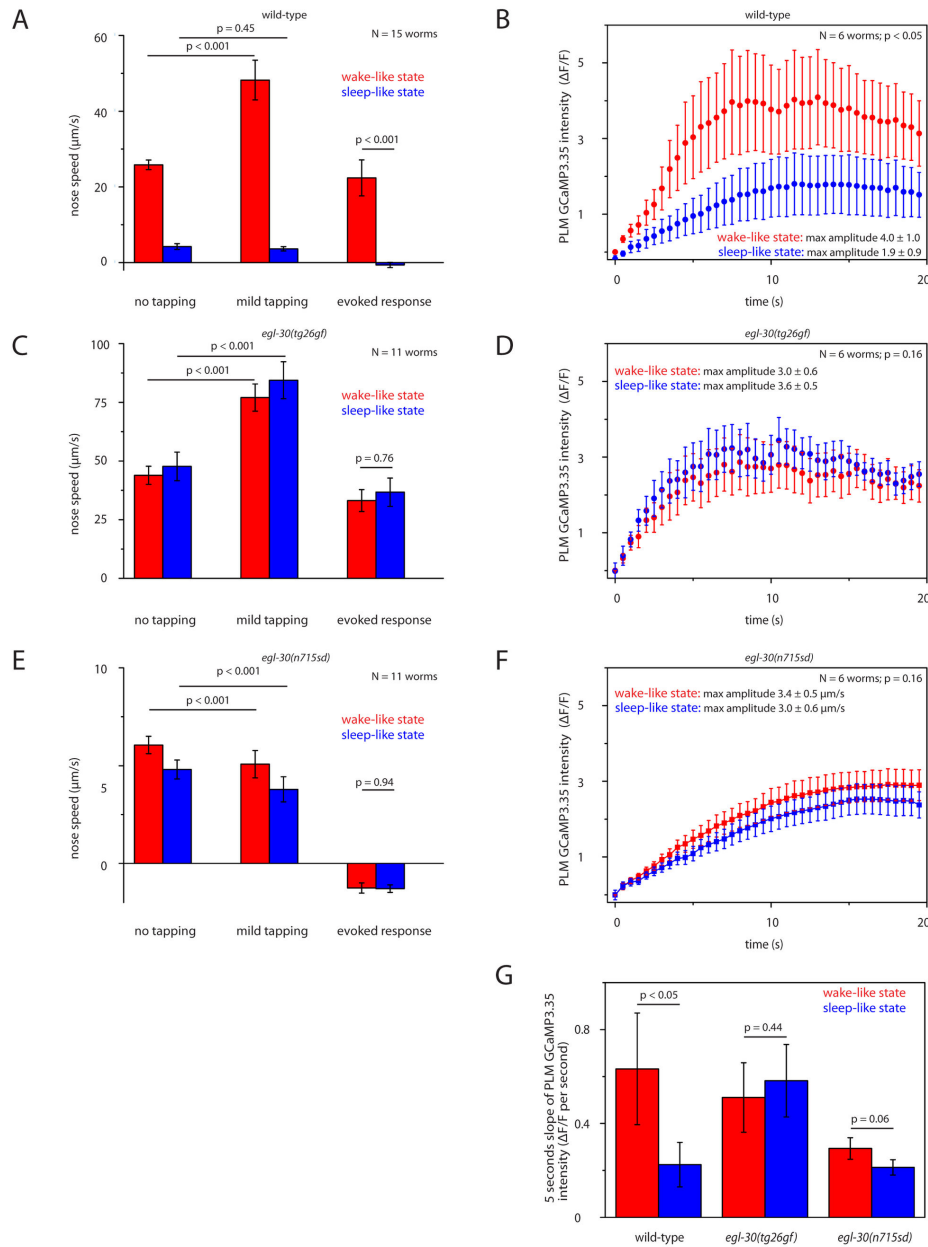 A
wild-type
N = 15 worms
p = 0.45
p < 0.001
wake-like state
sleep-like state
p <0.001
nose speed (µm/s)
60
40
20
0
no tapping
mild tapping
evoked response
B
wild-type
N = 6 worms; p < 0.05
PLM GCaMP3.35 intensity (ΔF/F)
5
3
1
wake-like state: max amplitude 4.0 ± 1.0
sleep-like state: max amplitude 1.9 ± 0.9
0
10
20
time (s)
C
egl-30(tg26gf)
N = 11 worms
p < 0.001
p < 0.001
wake-like state
sleep-like state
p = 0.76
nose speed (µm/s)
100
75
50
25
0
no tapping
mild tapping
evoked response
D
egl-30(tg26gf)
N = 6 worms; p = 0.16
wake-like state: max amplitude 3.0 ± 0.6
sleep-like state: max amplitude 3.6 ± 0.5
PLM GCaMP3.35 intensity (ΔF/F)
5
3
1
0
10
20
time (s)
E
egl-30(n715sd)
N = 11 worms
p < 0.001
p < 0.001
wake-like state
sleep-like state
p = 0.94
nose speed (µm/s)
10
5
0
no tapping
mild tapping
evoked response
F
egl-30(n715sd)
N = 6 worms; p = 0.16
wake-like state: max amplitude 3.4 ± 0.5 µm/s
sleep-like state: max amplitude 3.0 ± 0.6 µm/s
PLM GCaMP3.35 intensity (ΔF/F)
5
3
1
0
10
20
time (s)
G
wake-like state
sleep-like state
p < 0.05
p = 0.44
p = 0.06
5 seconds slope of PLM GCaMP3.35
intensity (ΔF/F per second)
0.8
0.4
0
wild-type
egl-30(tg26gf)
egl-30(n715sd)